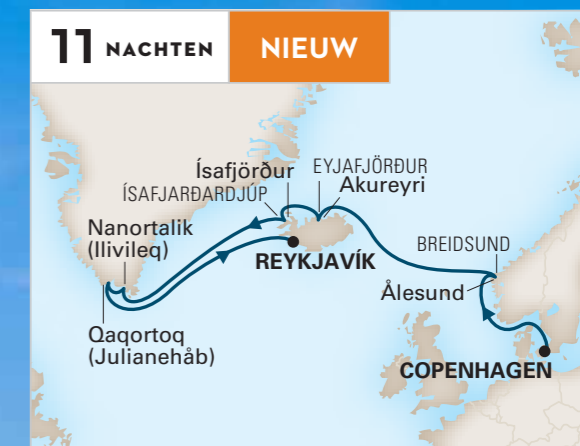 11 NACHTEN
NIEUW
Ísafjörður
EYJAFJÖRÐUR
ÍSAFJARÐARDJÚP
Akureyri
Nanortalik
(Ilivileq)
REYKJAVÍK
BREIDSUND
Ålesund
Qaqortoq
(Julianehåb)
COPENHAGEN